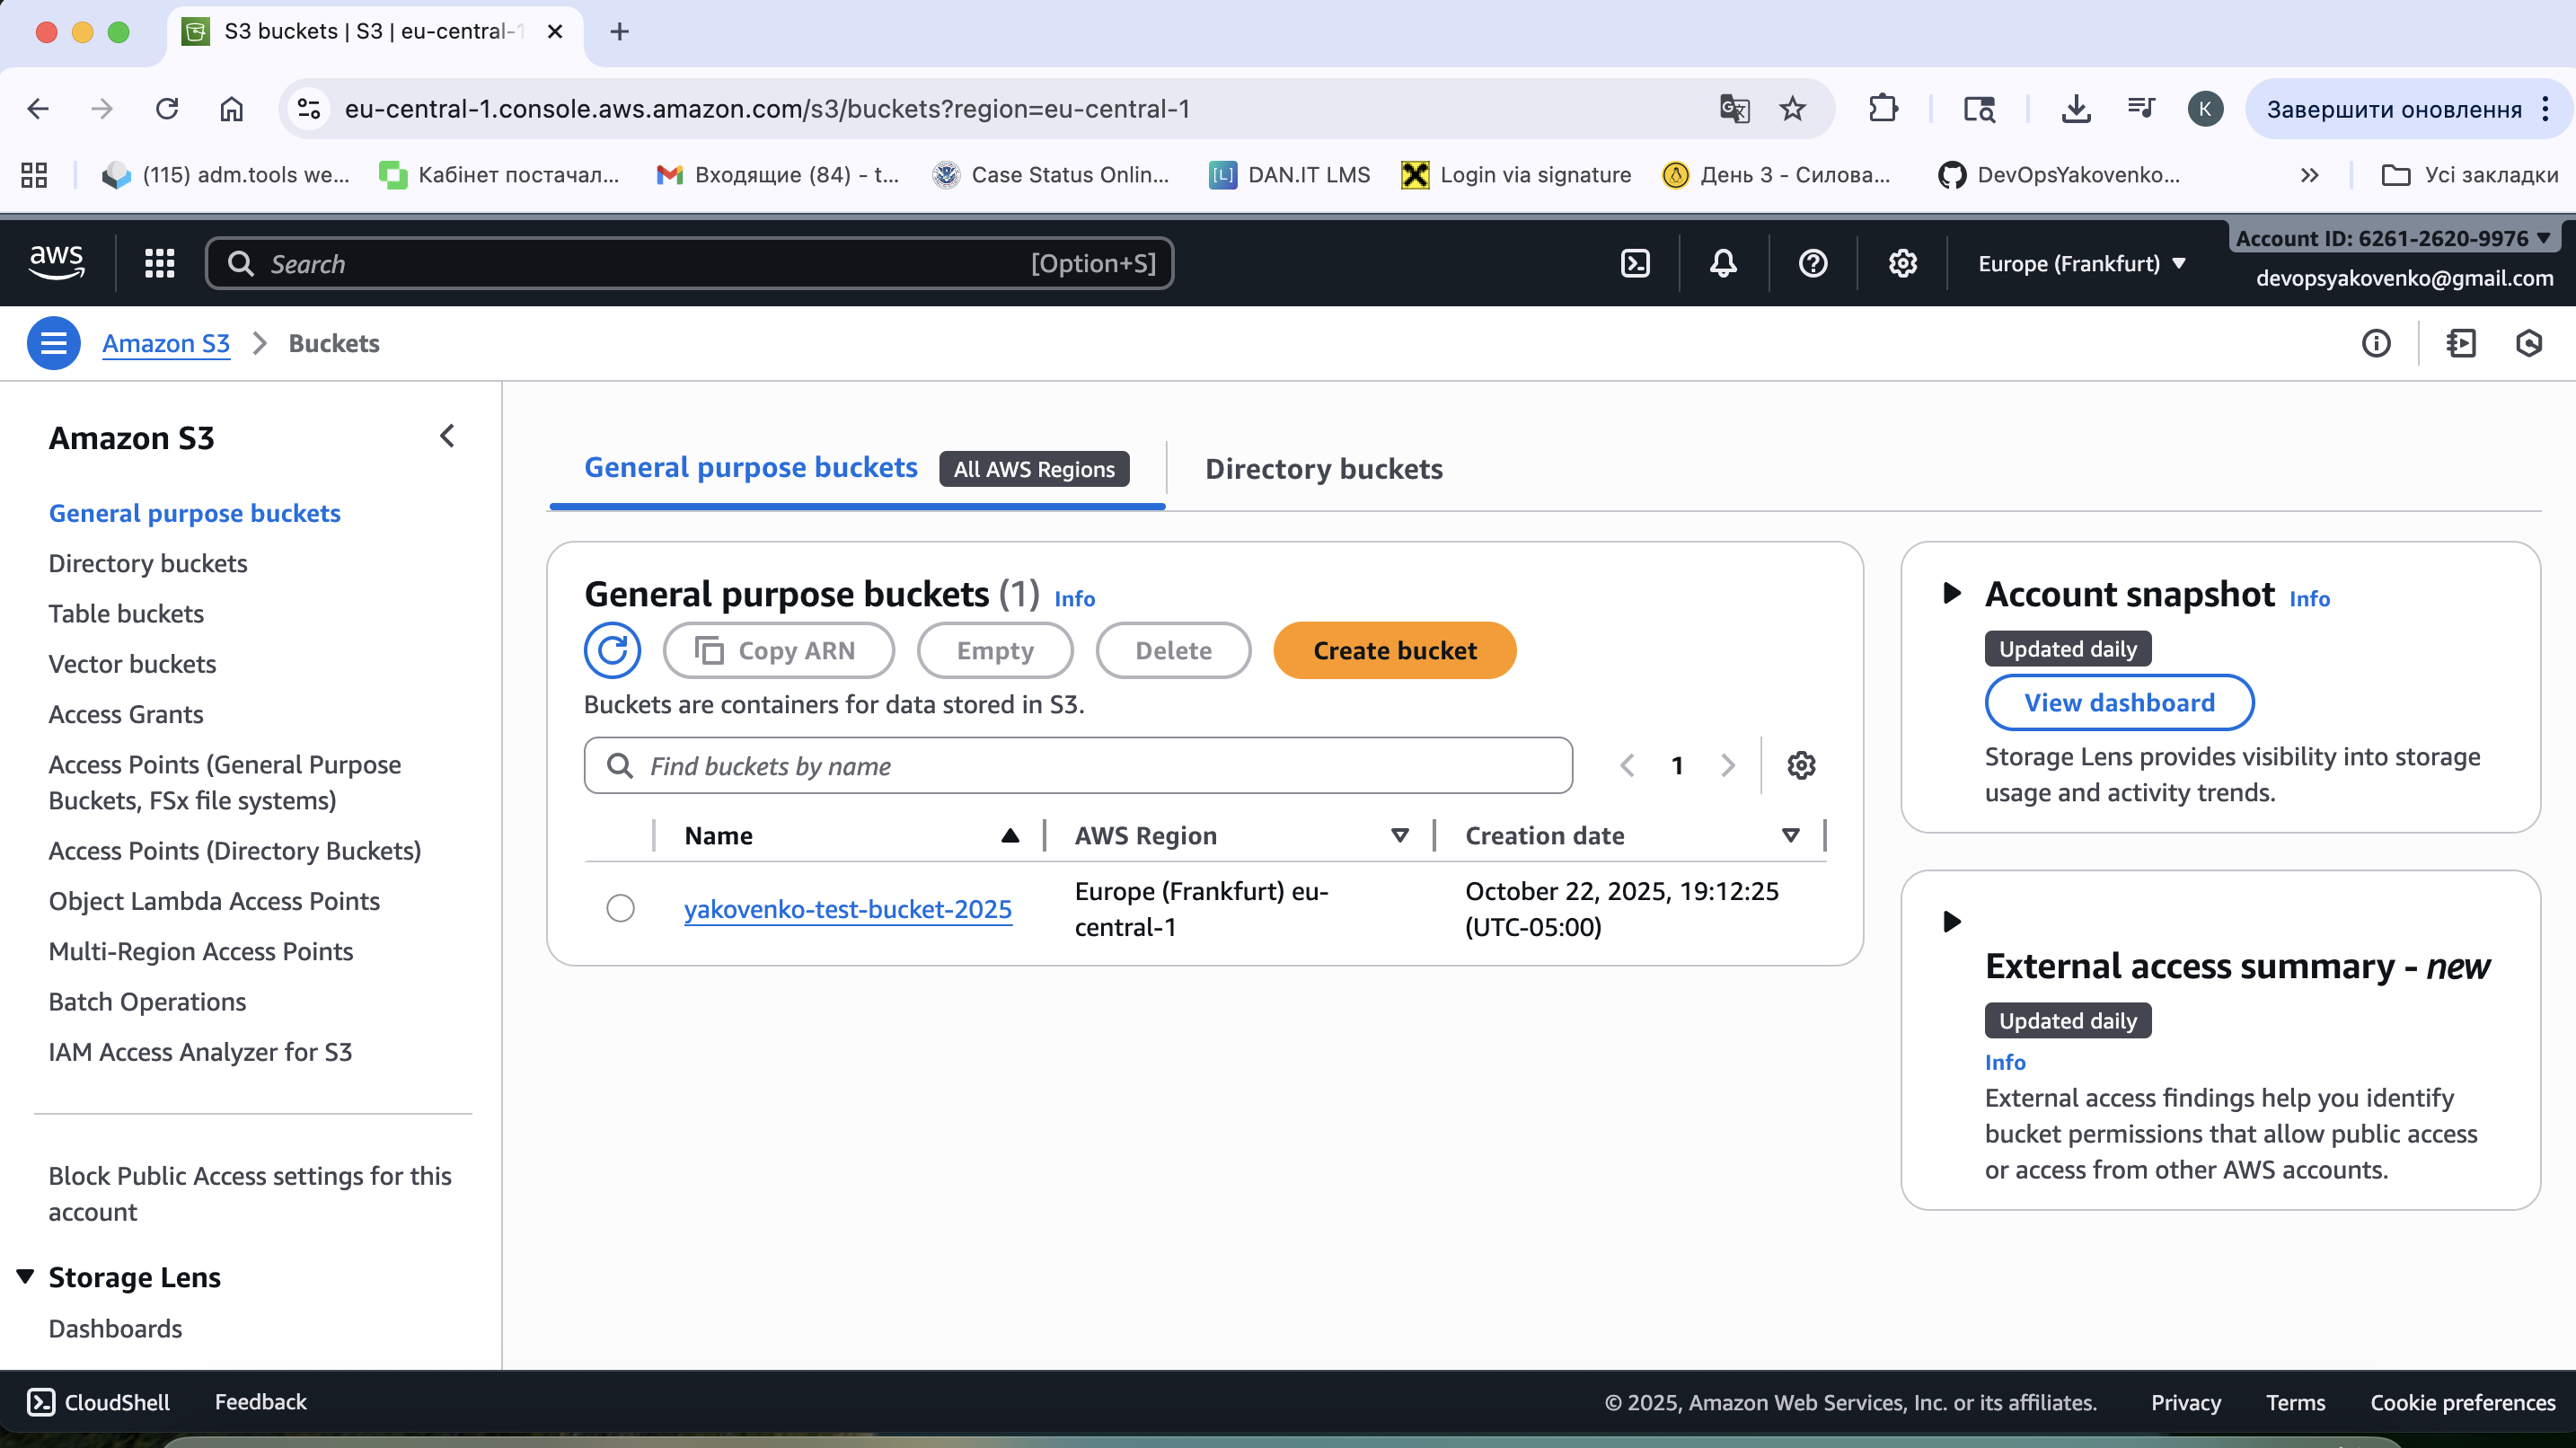 S3 buckets | S3 | eu-central-1
eu-central-1.console.aws.amazon.com/s3/buckets?region=eu-central-1
K
Завершити оновлення
(115) adm.tools we...
Кабінет постачал...
Входящие (84) - t...
Case Status Onlin...
[L] DAN.IT LMS
Login via signature
День 3 - Силова...
DevOpsYakovenko...
Усі закладки
aws
Search
[Option+S]
Europe (Frankfurt)
Account ID: 6261-2620-9976
devopsyakovenko@gmail.com
Amazon S3
Buckets
Amazon S3
General purpose buckets
Directory buckets
Table buckets
Vector buckets
Access Grants
Access Points (General Purpose
Buckets, FSx file systems)
Access Points (Directory Buckets)
Object Lambda Access Points
Multi-Region Access Points
Batch Operations
IAM Access Analyzer for S3
Block Public Access settings for this
account
Storage Lens
Dashboards
General purpose buckets
All AWS Regions
Directory buckets
General purpose buckets (1) Info
Copy ARN
Empty
Delete
Create bucket
Buckets are containers for data stored in S3.
Find buckets by name
1
Name
AWS Region
Creation date
yakovenko-test-bucket-2025
Europe (Frankfurt) eu-
central-1
October 22, 2025, 19:12:25
(UTC-05:00)
Account snapshot Info
Updated daily
View dashboard
Storage Lens provides visibility into storage
usage and activity trends.
External access summary - new
Updated daily
Info
External access findings help you identify
bucket permissions that allow public access
or access from other AWS accounts.
CloudShell
Feedback
© 2025, Amazon Web Services, Inc. or its affiliates.
Privacy
Terms
Cookie preferences